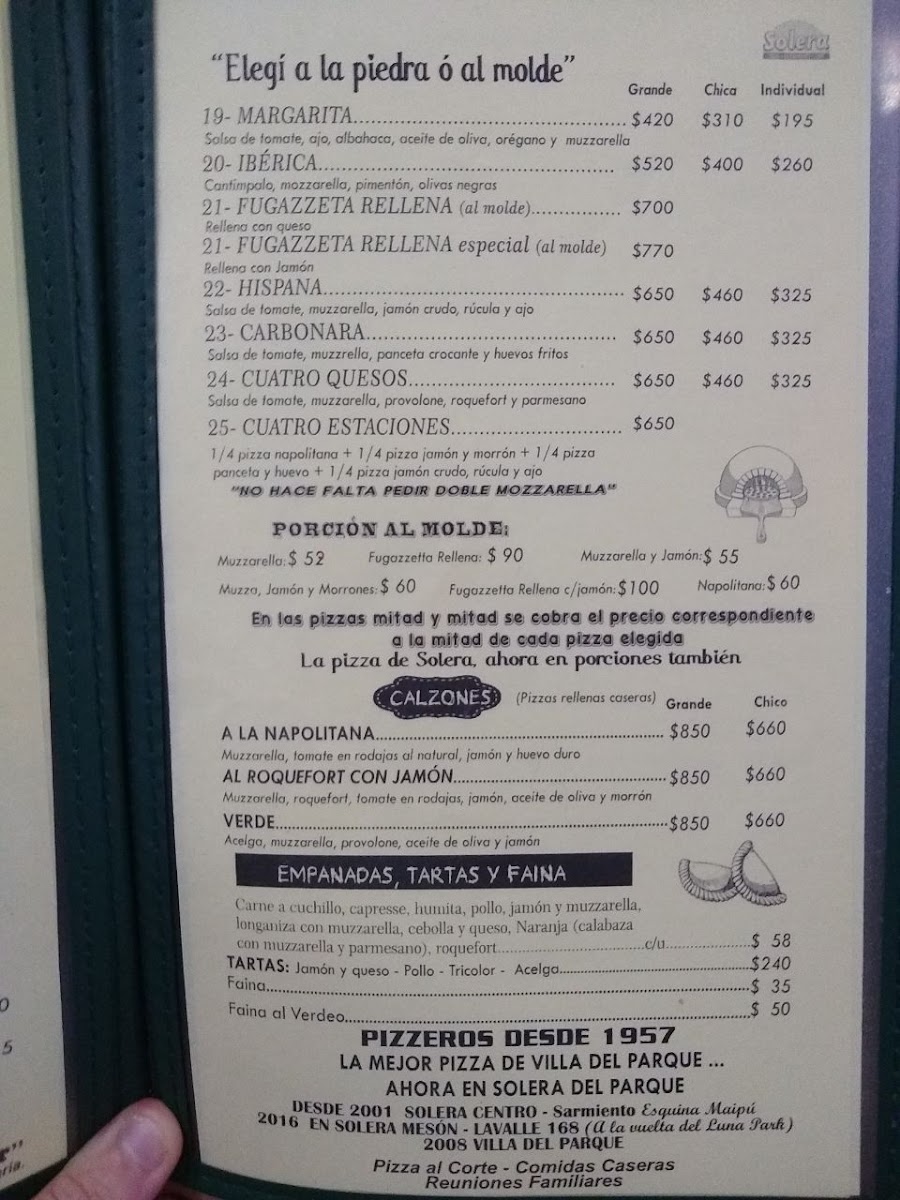 Solera
"Elegí a la piedra ó al molde"
Grande Chica Individual
19- MARGARITA........ $420 $310 $195
Salsa de tomate, ajo, albahaca, aceite de oliva, orégano y muzzarella
20- IBÉRICA........ $520 $400 $260
Cantimpalo, mozzarella, pimentón, olivas negras
21- FUGAZZETA RELLENA (al molde)........ $700
Rellena con queso
21- FUGAZZETA RELLENA especial (al molde) $770
Rellena con Jamón
22- HISPANA........ $650 $460 $325
Salsa de tomate, muzzarella, jamón crudo, rúcula y ajo
23- CARBONARA........ $650 $460 $325
Salsa de tomate, muzzrella, panceta crocante y huevos fritos
24- CUATRO QUESOS........ $650 $460 $325
Salsa de tomate, muzzarella, provolone, roquefort y parmesano
25- CUATRO ESTACIONES........ $650
1/4 pizza napolitana + 1/4 pizza jamón y morrón + 1/4 pizza
panceta y huevo + 1/4 pizza jamón crudo, rúcula y ajo
"NO HACE FALTA PEDIR DOBLE MOZZARELLA"
PORCIÓN AL MOLDE:
Muzzarella: $ 52 Fugazzetta Rellena: $ 90 Muzzarella y Jamón: $ 55
Muzza, Jamón y Morrones: $ 60 Fugazzetta Rellena c/jamón: $100 Napolitana: $ 60
En las pizzas mitad y mitad se cobra el precio correspondiente
a la mitad de cada pizza elegida
La pizza de Solera, ahora en porciones también
CALZONES (Pizzas rellenas caseras) Grande Chico
A LA NAPOLITANA........ $850 $660
Muzzarella, tomate en rodajas al natural, jamón y huevo duro
AL ROQUEFORT CON JAMÓN........ $850 $660
Muzzarella, roquefort, tomate en rodajas, jamón, aceite de oliva y morrón
VERDE........ $850 $660
Acelga, muzzarella, provolone, aceite de oliva y jamón
EMPANADAS, TARTAS Y FAINA
Carne a cuchillo, capresse, humita, pollo, jamón y muzzarella,
longaniza con muzzarella, cebolla y queso, Naranja (calabaza
con muzzarella y parmesano), roquefort........c/u........ $ 58
TARTAS: Jamón y queso - Pollo - Tricolor - Acelga........ $240
Faina........ $ 35
Faina al Verdeo........ $ 50
PIZZEROS DESDE 1957
LA MEJOR PIZZA DE VILLA DEL PARQUE ...
AHORA EN SOLERA DEL PARQUE
DESDE 2001 SOLERA CENTRO - Sarmiento Esquina Maipú
2016 EN SOLERA MESÓN - LAVALLE 168 (A la vuelta del Luna Park)
2008 VILLA DEL PARQUE
Pizza al Corte - Comidas Caseras
Reuniones Familiares